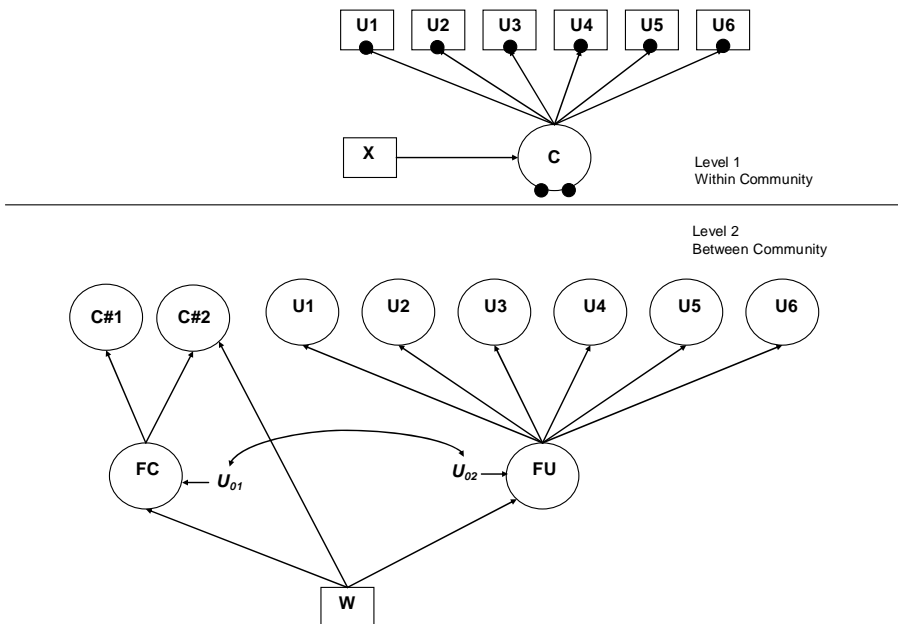 U1 U2 U3 U4 U5 U6
X
C
Level 1
Within Community
Level 2
Between Community
C#1 C#2 U1 U2 U3 U4 U5 U6
FC U01 U02 FU
W